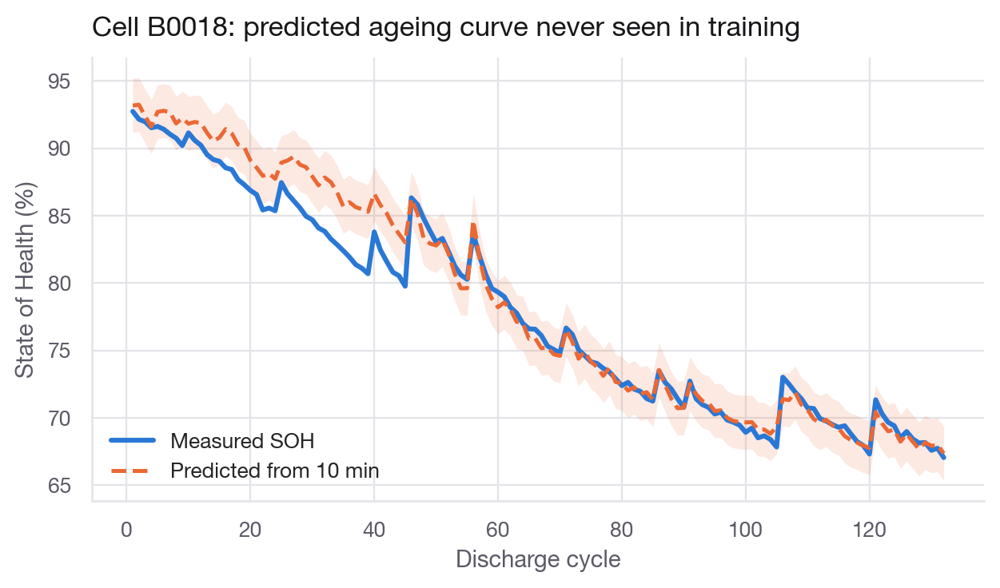 Cell B0018: predicted ageing curve never seen in training
State of Health (%)
95
90
85
80
75
70
65
Measured SOH
Predicted from 10 min
0 20 40 60 80 100 120
Discharge cycle